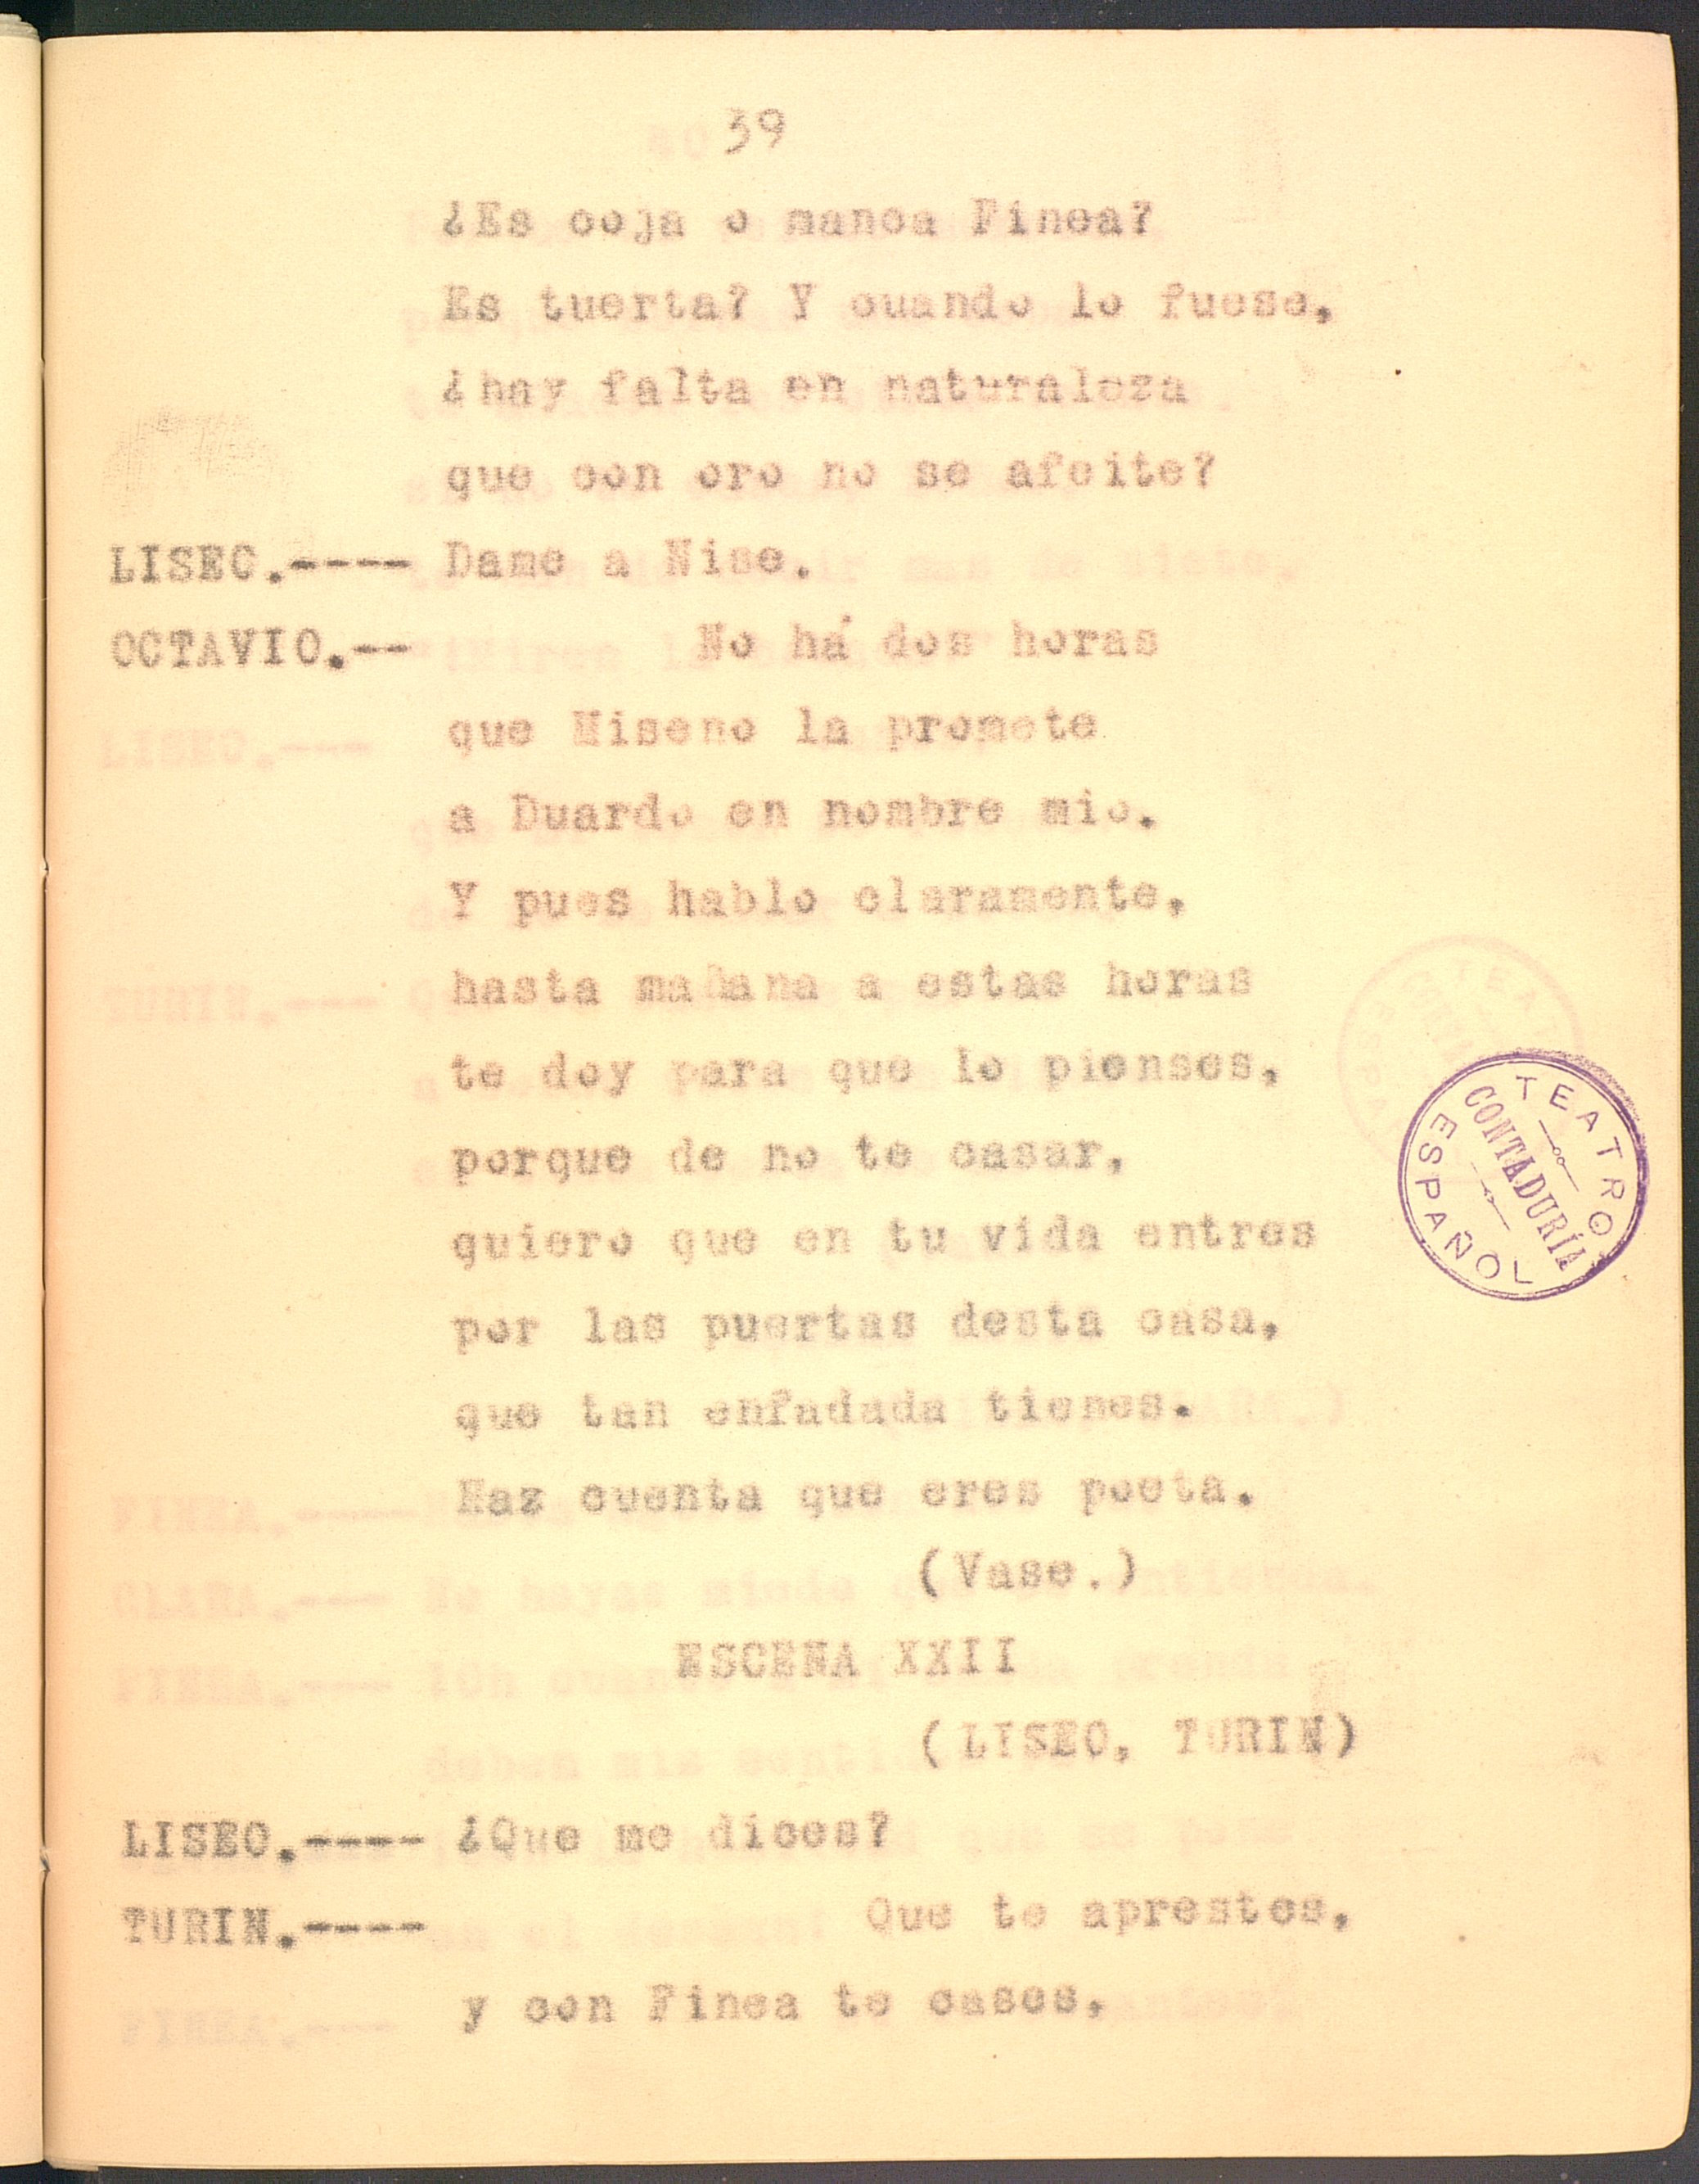 39
¿Es coja o manca Finea?
Es tuerta? Y cuando lo fuese,
¿hay falta en naturaleza
que con oro no se afeite?
LISEO.---- Dame a Nise.
OCTAVIO.-- No há dos horas
que Miseno la promete
a Duardo en nombre mio.
Y pues hablo claramente,
hasta mañana a estas horas
te doy para que lo pienses,
porque de no te casar,
quiero que en tu vida entres
por las puertas desta casa,
que tan enfadada tienes.
Haz cuenta que eres poeta.
(Vase.)
ESCENA XXII
(LISEO, TURIN)
LISEO.---- ¿Que me dices?
TURIN.---- Que te aprestes,
y con Finea te cases,
TEATRO ESPAÑOL
CONTADURÍA